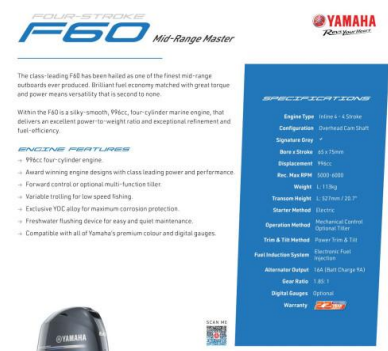 FOUR-STROKE
F60 Mid-Range Master
YAMAHA
Revs Your Heart
The class-leading F60 has been hailed as one of the finest mid-range
outboards ever produced. Brilliant fuel economy matched with great torque
and power means versatility that is second to none.
Within the F60 is a silky-smooth, 996cc, four-cylinder marine engine, that
delivers an excellent power-to-weight ratio and exceptional refinement and
fuel-efficiency.
ENGINE FEATURES
→ 996cc four-cylinder engine.
→ Award winning engine designs with class leading power and performance.
→ Forward control or optional multi-function tiller.
→ Variable trolling for low speed fishing.
→ Exclusive YDC alloy for maximum corrosion protection.
→ Freshwater flushing device for easy and quiet maintenance.
→ Compatible with all of Yamaha's premium colour and digital gauges.
SPECIFICATIONS
Engine Type Inline 4 - 4 Stroke
Configuration Overhead Cam Shaft
Signature Grey
Bore x Stroke 65 x 75mm
Displacement 996cc
Rec. Max RPM 5000-6000
Weight L: 113kg
Transom Height L: 527mm / 20.7"
Starter Method Electric
Operation Method Mechanical Control
Optional Tiller
Trim & Tilt Method Power Trim & Tilt
Fuel Induction System Electronic Fuel
Injection
Alternator Output 16A (Batt Charge 9A)
Gear Ratio 1.85:1
Digital Gauges Optional
Warranty
SCAN ME
YAMAHA